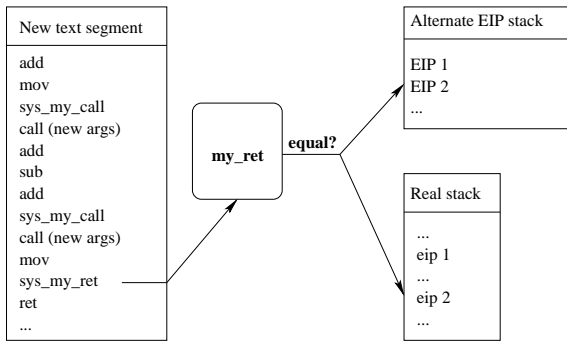 New text segment
add
mov
sys_my_call
call (new args)
add
sub
add
sys_my_call
call (new args)
mov
sys_my_ret
ret
...
my_ret
equal?
Alternate EIP stack
EIP 1
EIP 2
...
Real stack
...
eip 1
...
eip 2
...